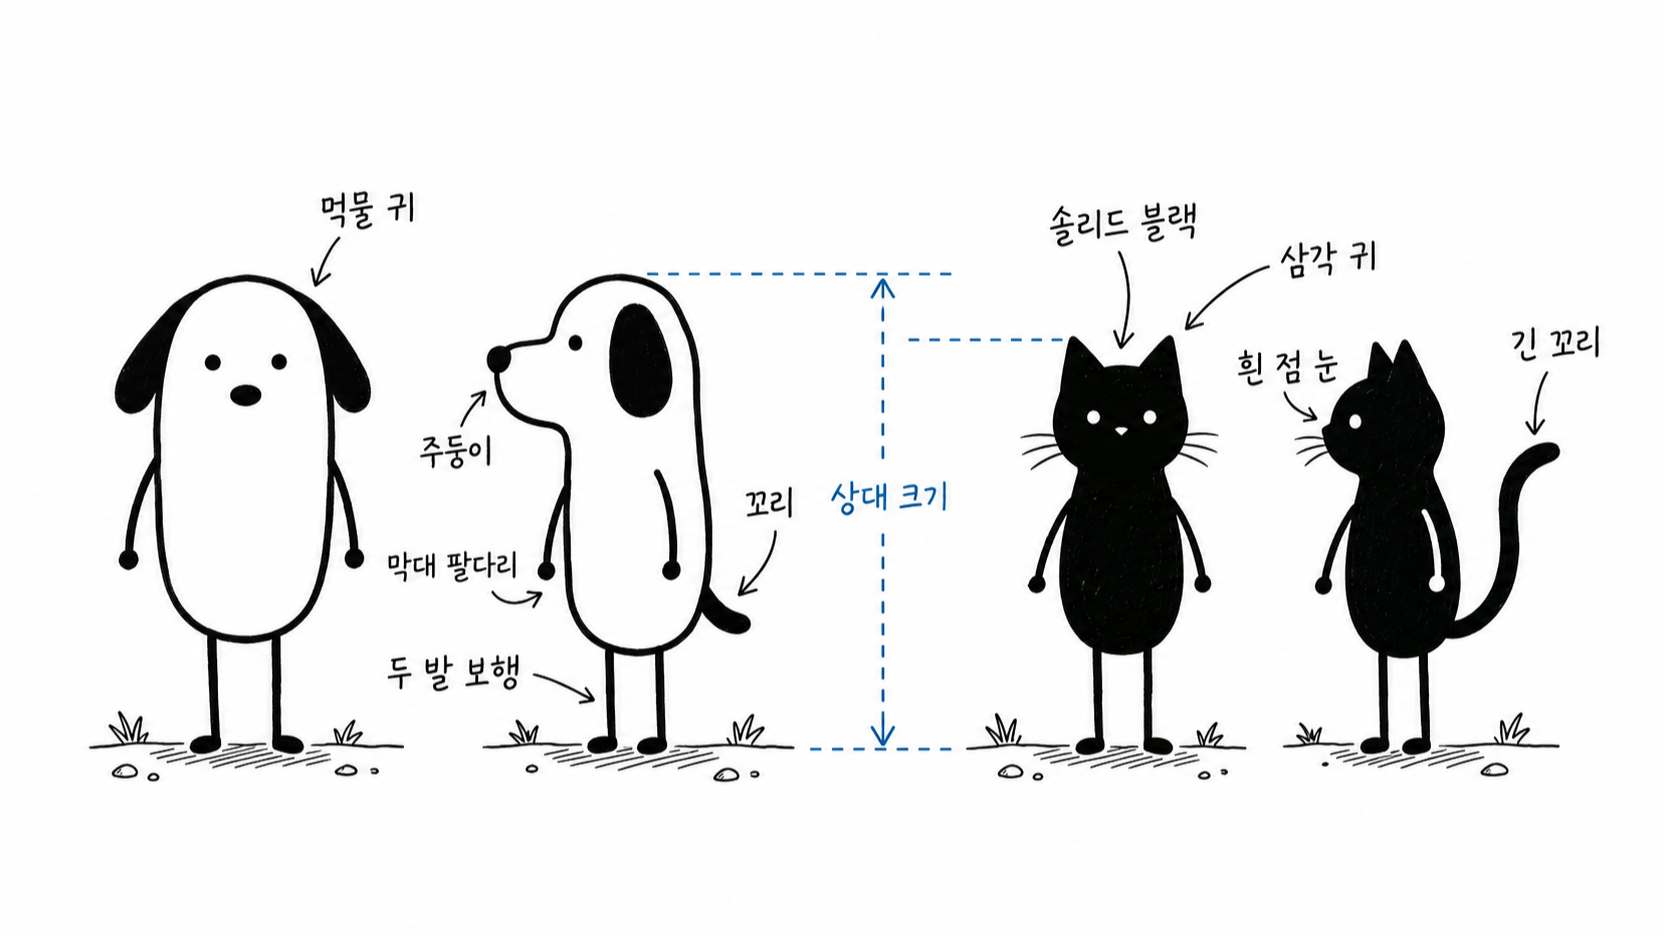 먹물 귀
주둥이
막대 팔다리
두 발 보행
꼬리
상대 크기
솔리드 블랙
삼각 귀
흰 점 눈
긴 꼬리